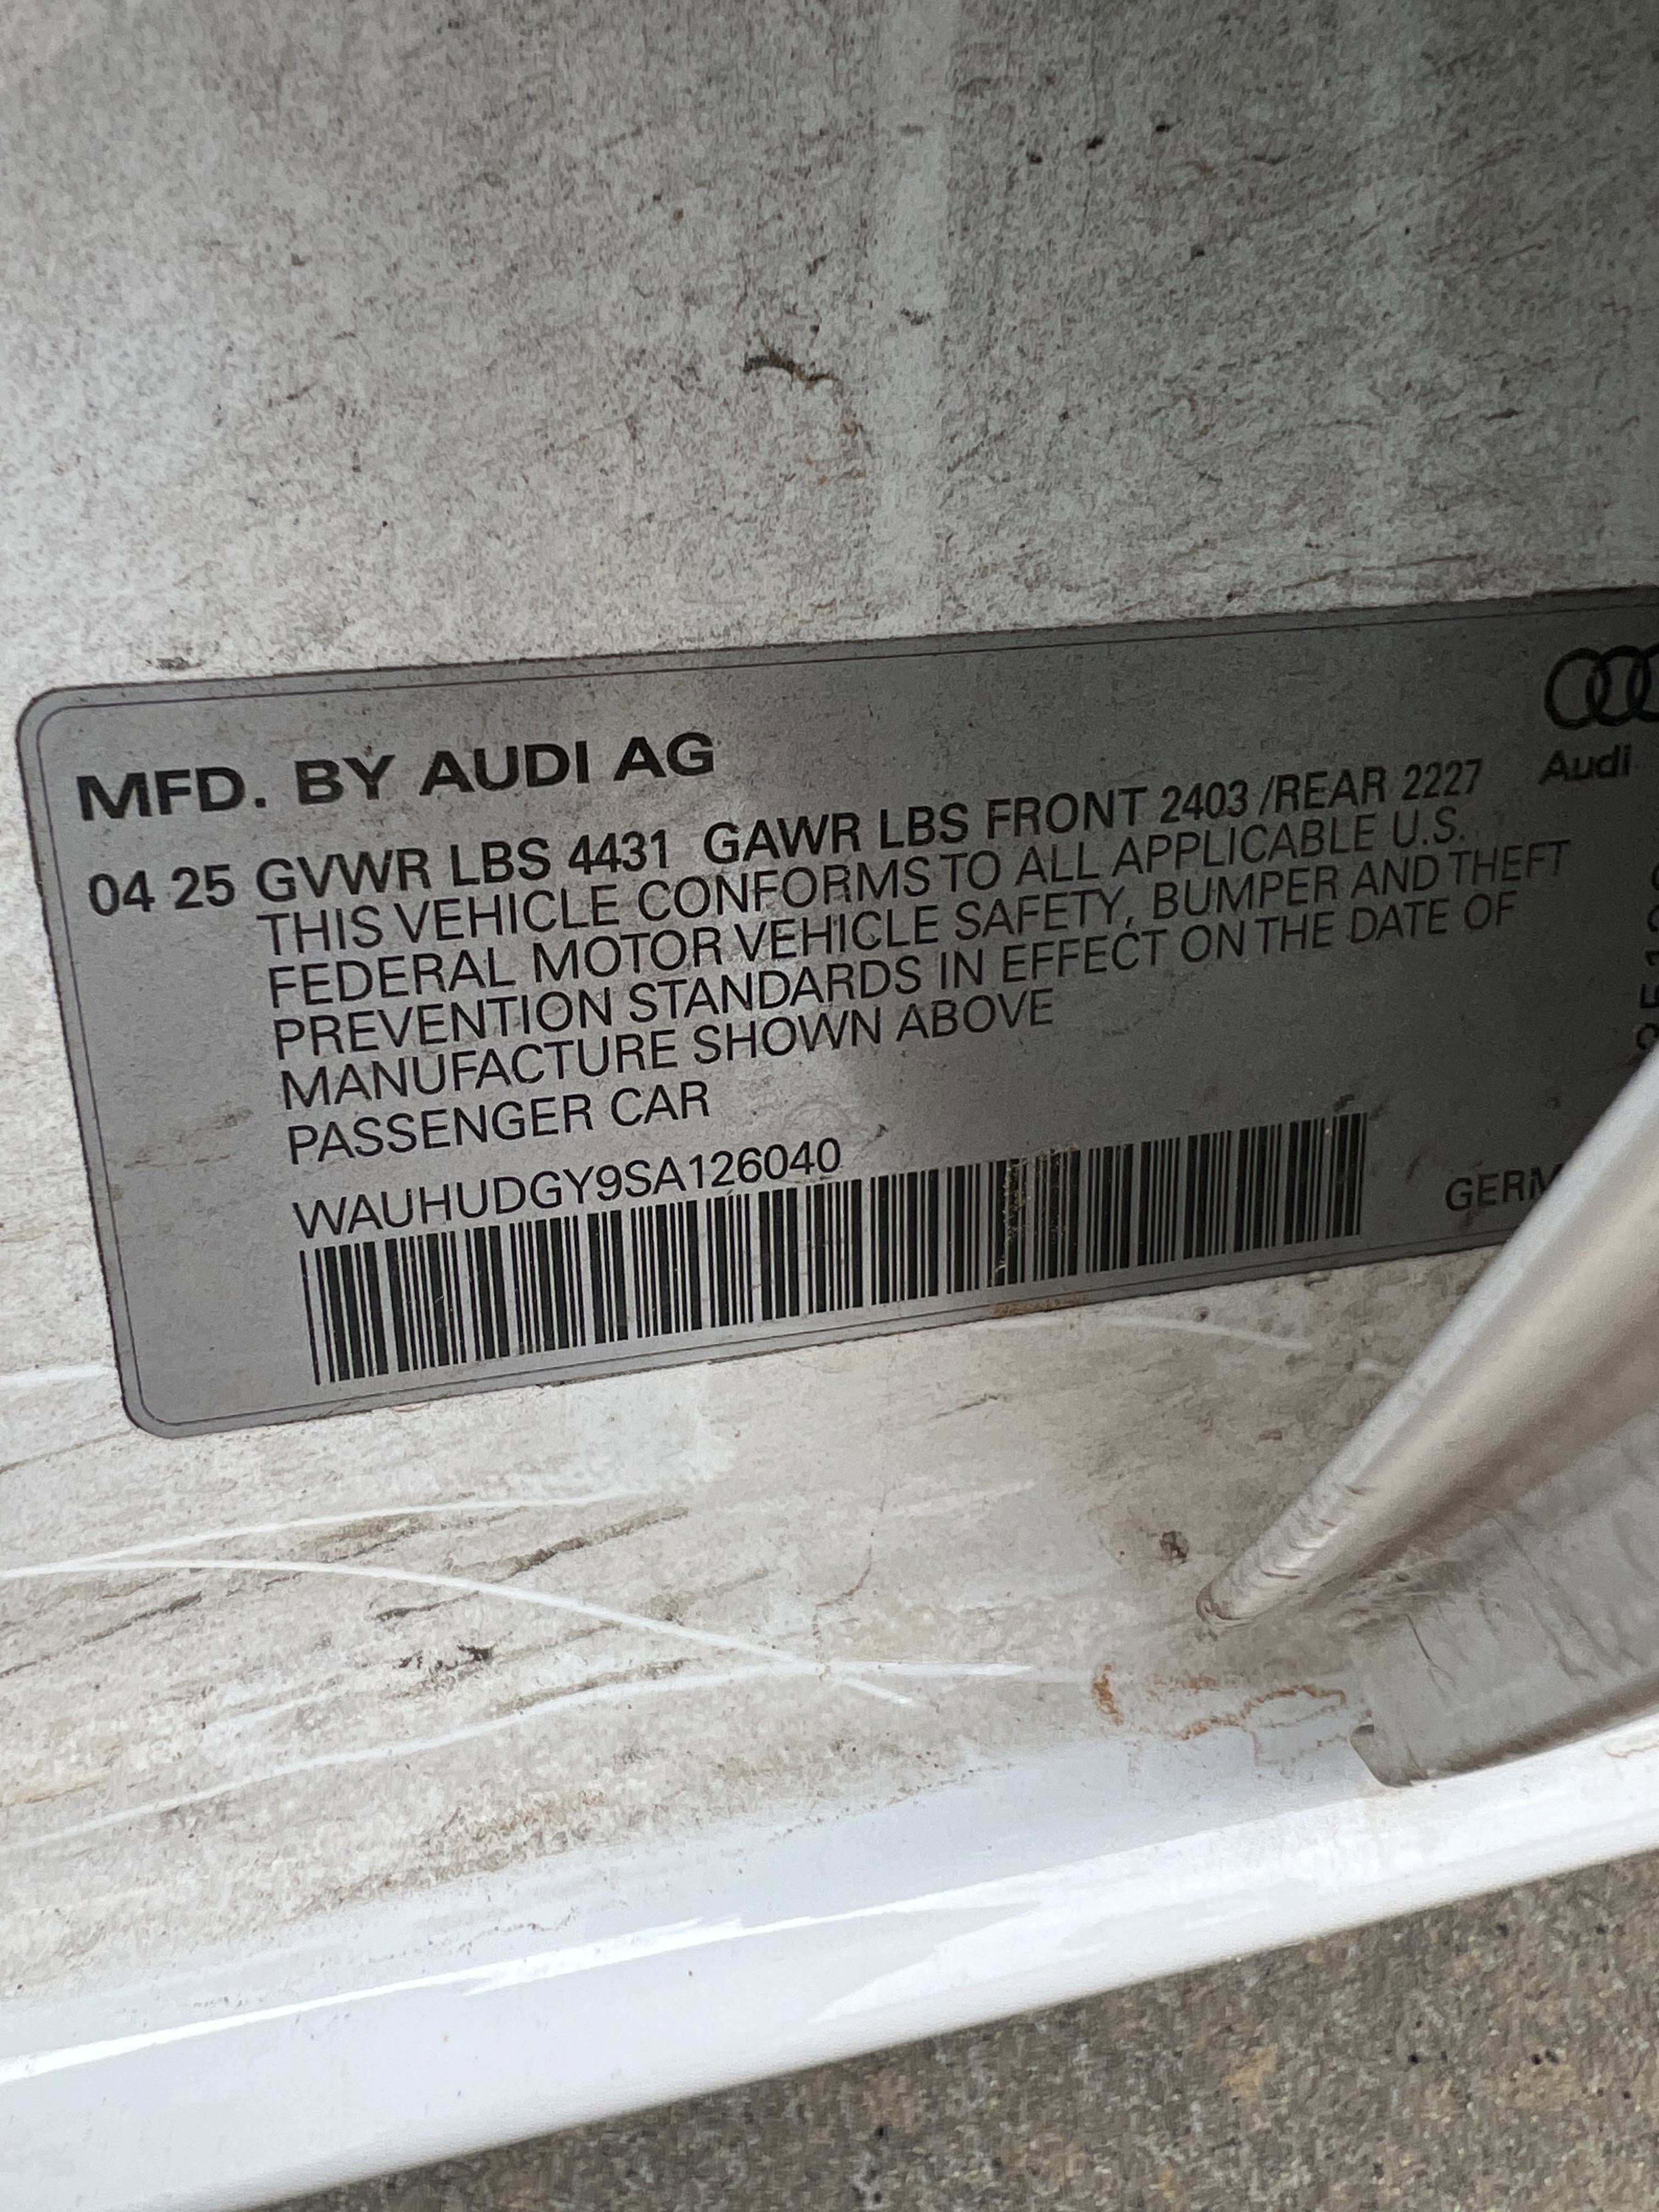 MFD. BY AUDI AG
Audi
04 25 GVWR LBS 4431 GAWR LBS FRONT 2403 /REAR 2227
THIS VEHICLE CONFORMS TO ALL APPLICABLE U.S.
FEDERAL MOTOR VEHICLE SAFETY, BUMPER AND THEFT
PREVENTION STANDARDS IN EFFECT ON THE DATE OF
MANUFACTURE SHOWN ABOVE
PASSENGER CAR
WAUHUDGY9SA126040